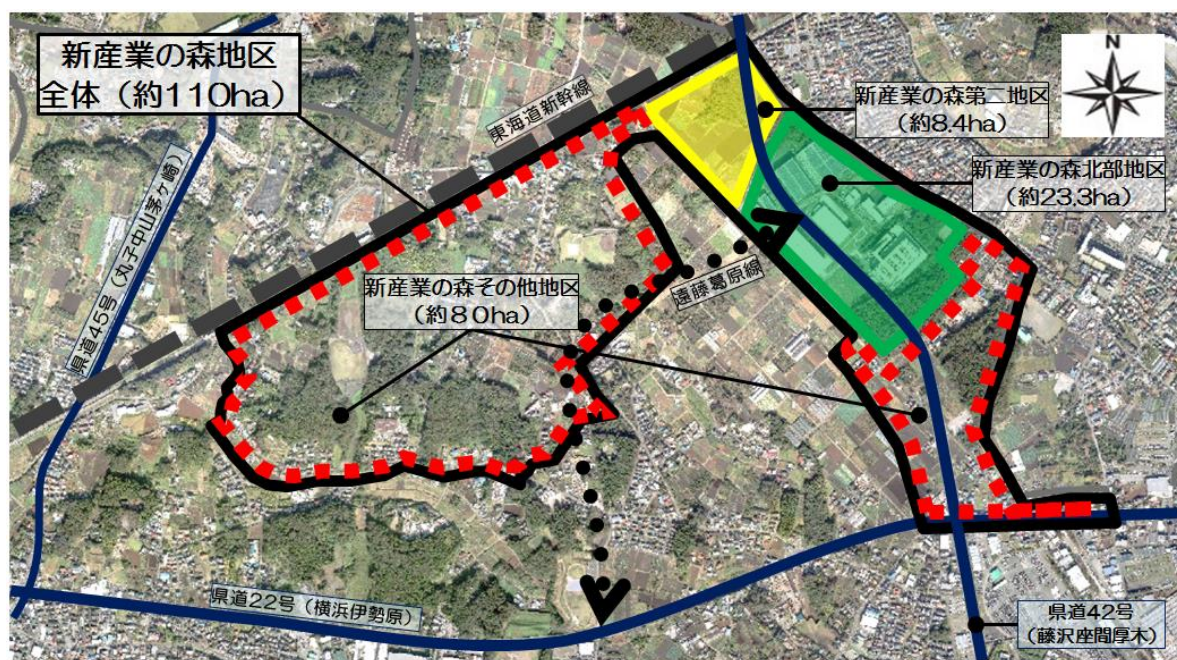 新産業の森地区
全体（約110ha）
N
東海道新幹線
新産業の森第二地区
（約8.4ha）
新産業の森北部地区
（約23.3ha）
県道45号（丸子中山茅ヶ崎）
新産業の森その他地区
（約８０ha）
遠藤葛原線
県道22号（横浜伊勢原）
県道42号
（藤沢座間厚木）